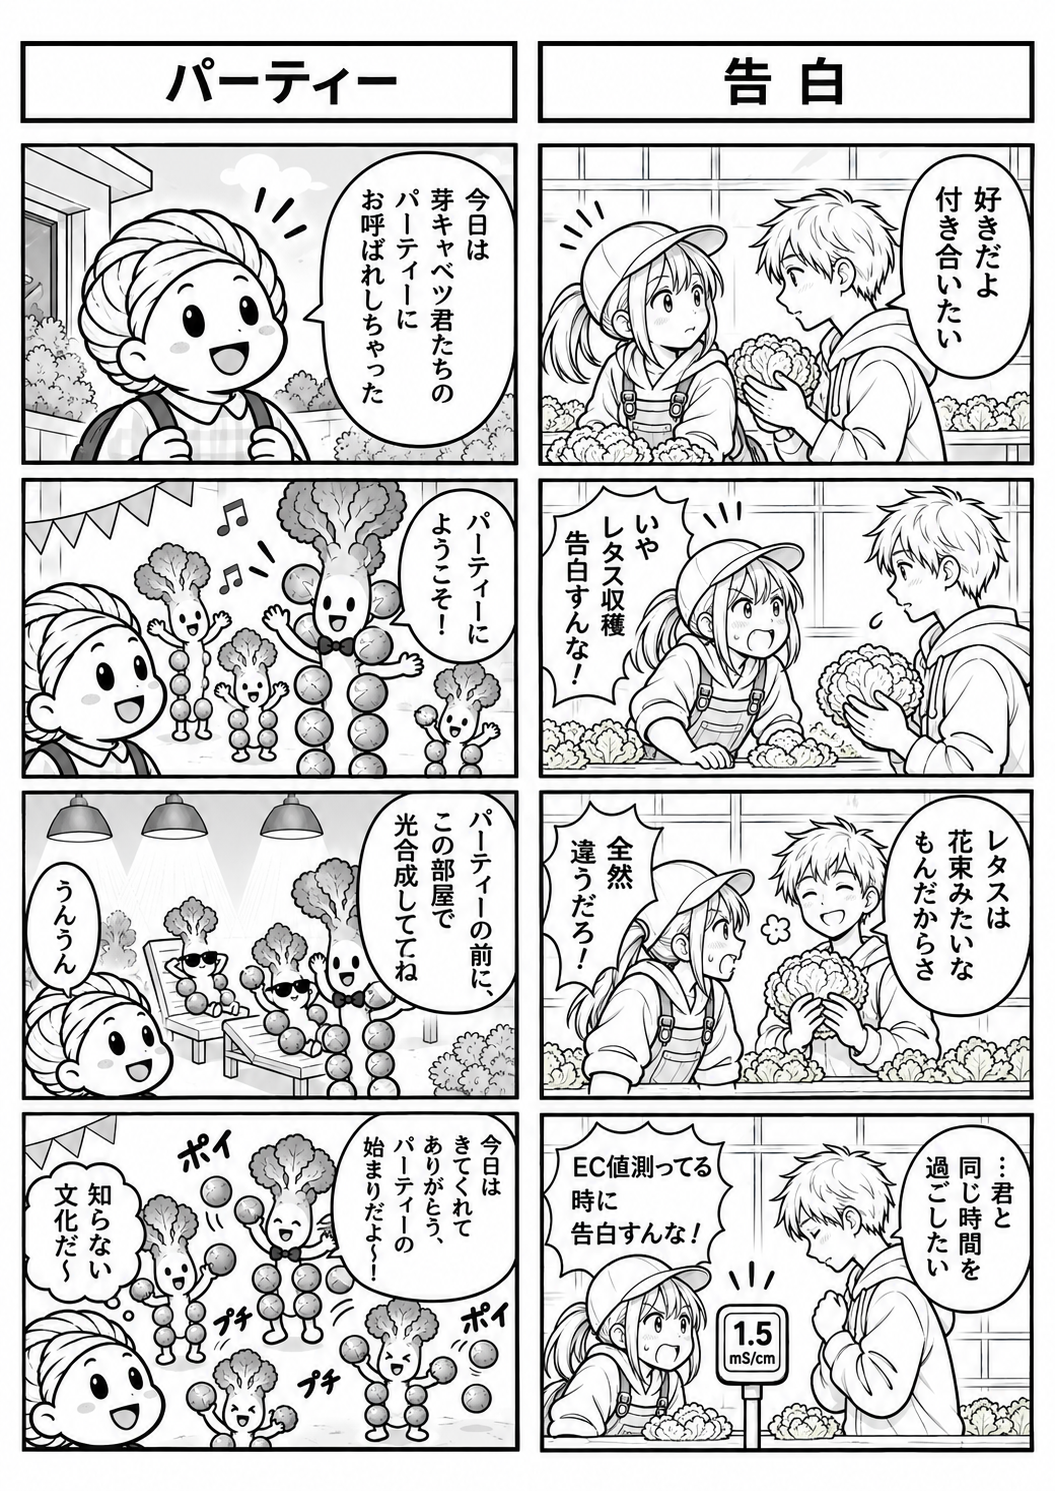 告白
好きだよ
付き合いたい
いや
レタス収穫
告白すんな！
レタスは
花束みたいな
もんだからさ
全然
違うだろ！
…君と
同じ時間を
過ごしたい
EC値測ってる
時に
告白すんな！
1.5
mS/cm
パーティー
今日は
芽キャベツ君たちの
パーティーに
お呼ばれしちゃった
パーティーに
ようこそ！
パーティーの前に、
この部屋で
光合成しててね
うんうん
今日は
きてくれて
ありがとう、
パーティーの
始まりだよ〜！
ポイ
知らない
文化だ〜
プチ
ポイ
プチ